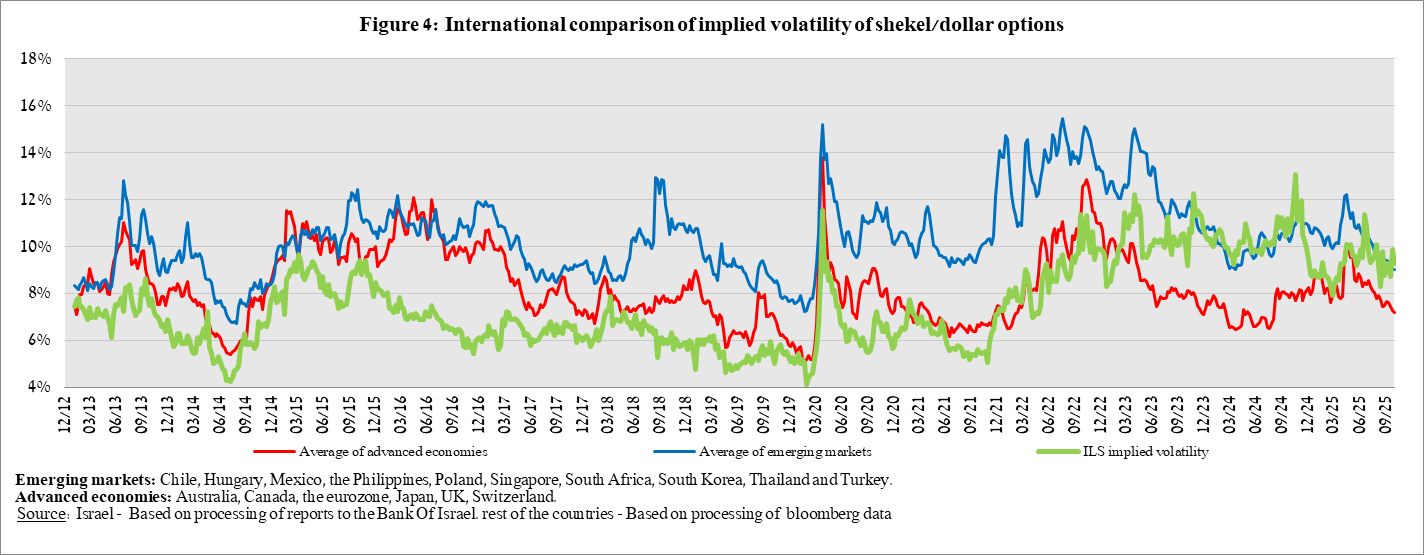 Figure 4: International comparison of implied volatility of shekel/dollar options
18%
16%
14%
12%
10%
8%
6%
4%
12/12 03/13 06/13 09/13 12/13 03/14 06/14 09/14 12/14 03/15 06/15 09/15 12/15 03/16 06/16 09/16 12/16 03/17 06/17 09/17 12/17 03/18 06/18 09/18 12/18 03/19 06/19 09/19 12/19 03/20 06/20 09/20 12/20 03/21 06/21 09/21 12/21 03/22 06/22 09/22 12/22 03/23 06/23 09/23 12/23 03/24 06/24 09/24 12/24 03/25 06/25 09/25
Average of advanced economies Average of emerging markets ILS implied volatility
Emerging markets: Chile, Hungary, Mexico, the Philippines, Poland, Singapore, South Africa, South Korea, Thailand and Turkey.
Advanced economies: Australia, Canada, the eurozone, Japan, UK, Switzerland.
Source: Israel - Based on processing of reports to the Bank Of Israel. rest of the countries - Based on processing of bloomberg data